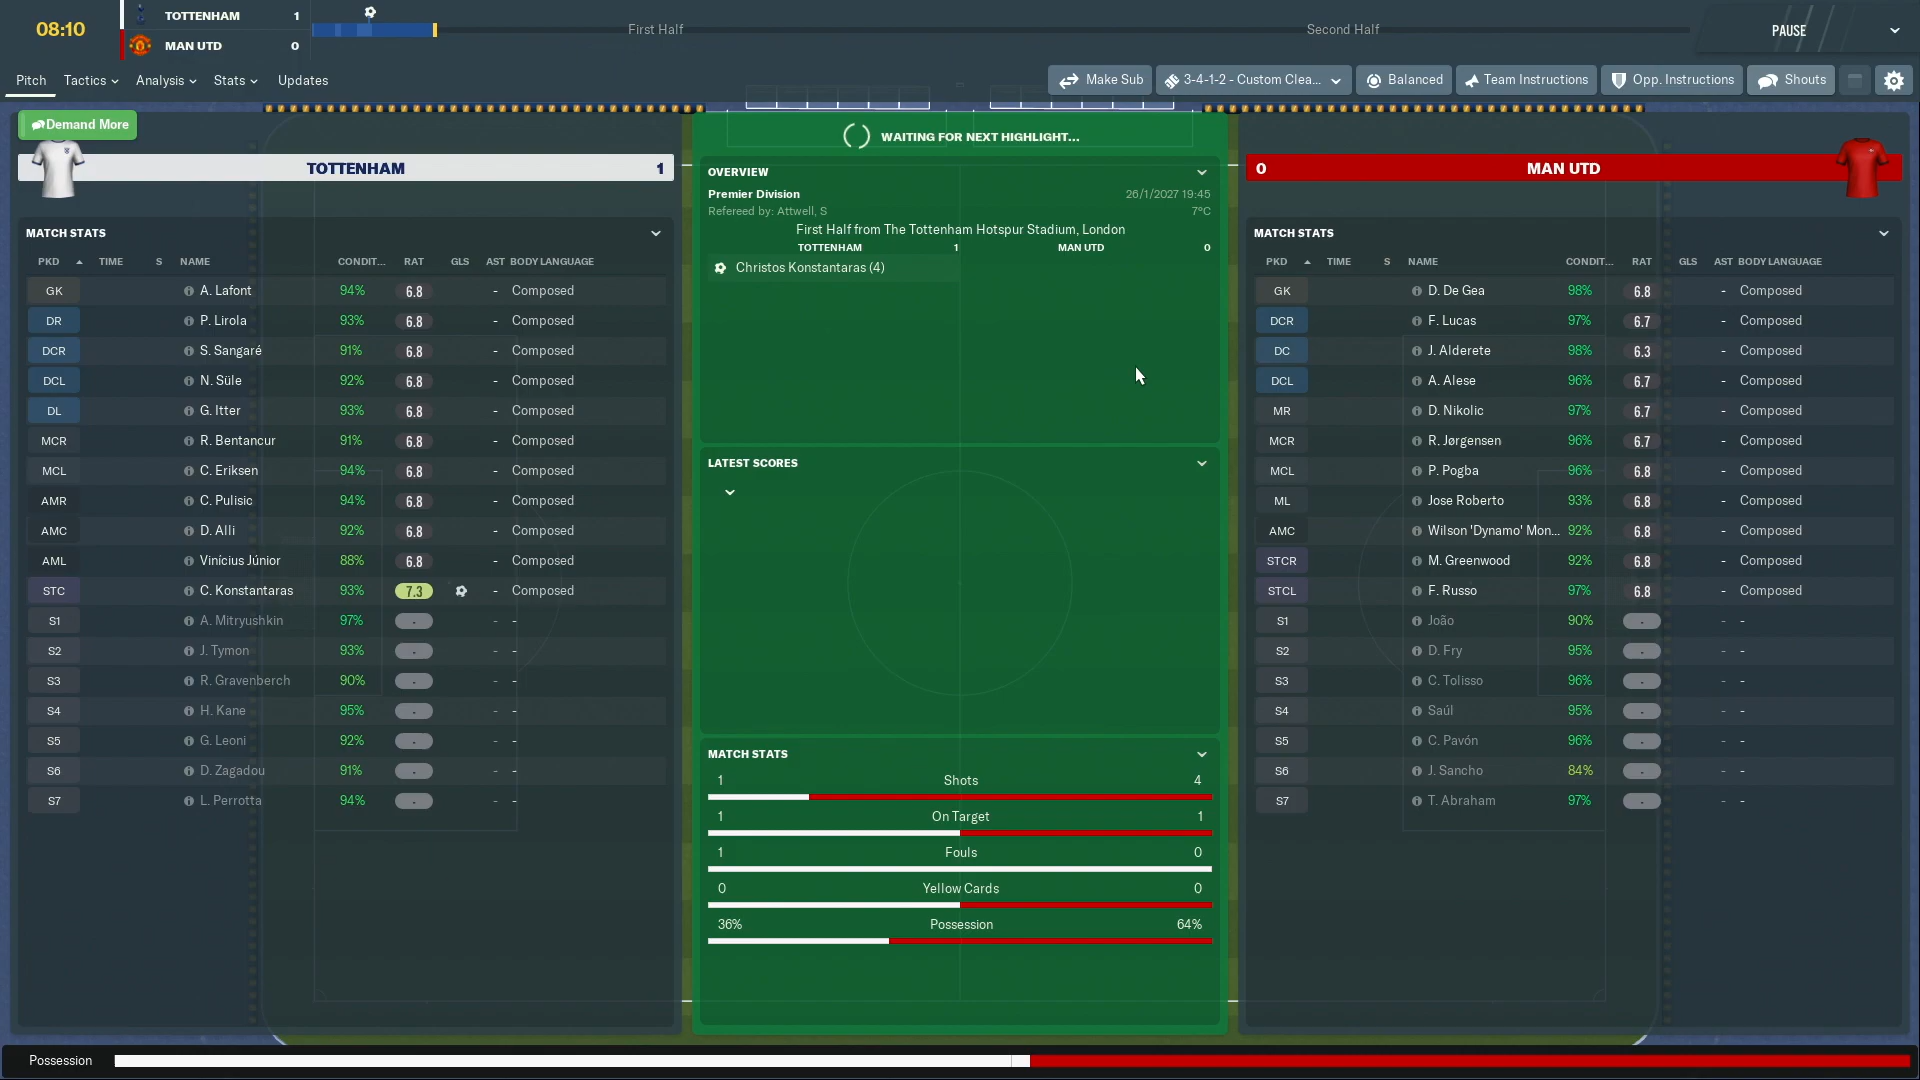 08:10
TOTTENHAM 1
MAN UTD 0
First Half
Second Half
PAUSE
Pitch Tactics Analysis Stats Updates
Make Sub 3-4-1-2 - Custom Clea... Balanced Team Instructions Opp. Instructions Shouts
Demand More
TOTTENHAM 1
MATCH STATS
PKD TIME S NAME CONDIT... RAT GLS AST BODY LANGUAGE
GK A. Lafont 94% 6.8 - Composed
DR P. Lirola 93% 6.8 - Composed
DCR S. Sangaré 91% 6.8 - Composed
DCL N. Süle 92% 6.8 - Composed
DL G. Itter 93% 6.8 - Composed
MCR R. Bentancur 91% 6.8 - Composed
MCL C. Eriksen 94% 6.8 - Composed
AMR C. Pulisic 94% 6.8 - Composed
AMC D. Alli 92% 6.8 - Composed
AML Vinícius Júnior 88% 6.8 - Composed
STC C. Konstantaras 93% 7.3 - Composed
S1 A. Mitryushkin 97% - - -
S2 J. Tymon 93% - - -
S3 R. Gravenberch 90% - - -
S4 H. Kane 95% - - -
S5 G. Leoni 92% - - -
S6 D. Zagadou 91% - - -
S7 L. Perrotta 94% - - -
WAITING FOR NEXT HIGHLIGHT...
OVERVIEW
Premier Division 26/1/2027 19:45
Refereed by: Attwell, S 7°C
First Half from The Tottenham Hotspur Stadium, London
TOTTENHAM 1 MAN UTD 0
Christos Konstantaras (4)
LATEST SCORES
MATCH STATS
1 Shots 4
1 On Target 1
1 Fouls 0
0 Yellow Cards 0
36% Possession 64%
0 MAN UTD
MATCH STATS
PKD TIME S NAME CONDIT... RAT GLS AST BODY LANGUAGE
GK D. De Gea 98% 6.8 - Composed
DCR F. Lucas 97% 6.7 - Composed
DC J. Alderete 98% 6.3 - Composed
DCL A. Alese 96% 6.7 - Composed
MR D. Nikolic 97% 6.7 - Composed
MCR R. Jørgensen 96% 6.7 - Composed
MCL P. Pogba 96% 6.8 - Composed
ML Jose Roberto 93% 6.8 - Composed
AMC Wilson 'Dynamo' Mon... 92% 6.8 - Composed
STCR M. Greenwood 92% 6.8 - Composed
STCL F. Russo 97% 6.8 - Composed
S1 João 90% - - -
S2 D. Fry 95% - - -
S3 C. Tolisso 96% - - -
S4 Saúl 95% - - -
S5 C. Pavón 96% - - -
S6 J. Sancho 84% - - -
S7 T. Abraham 97% - - -
Possession